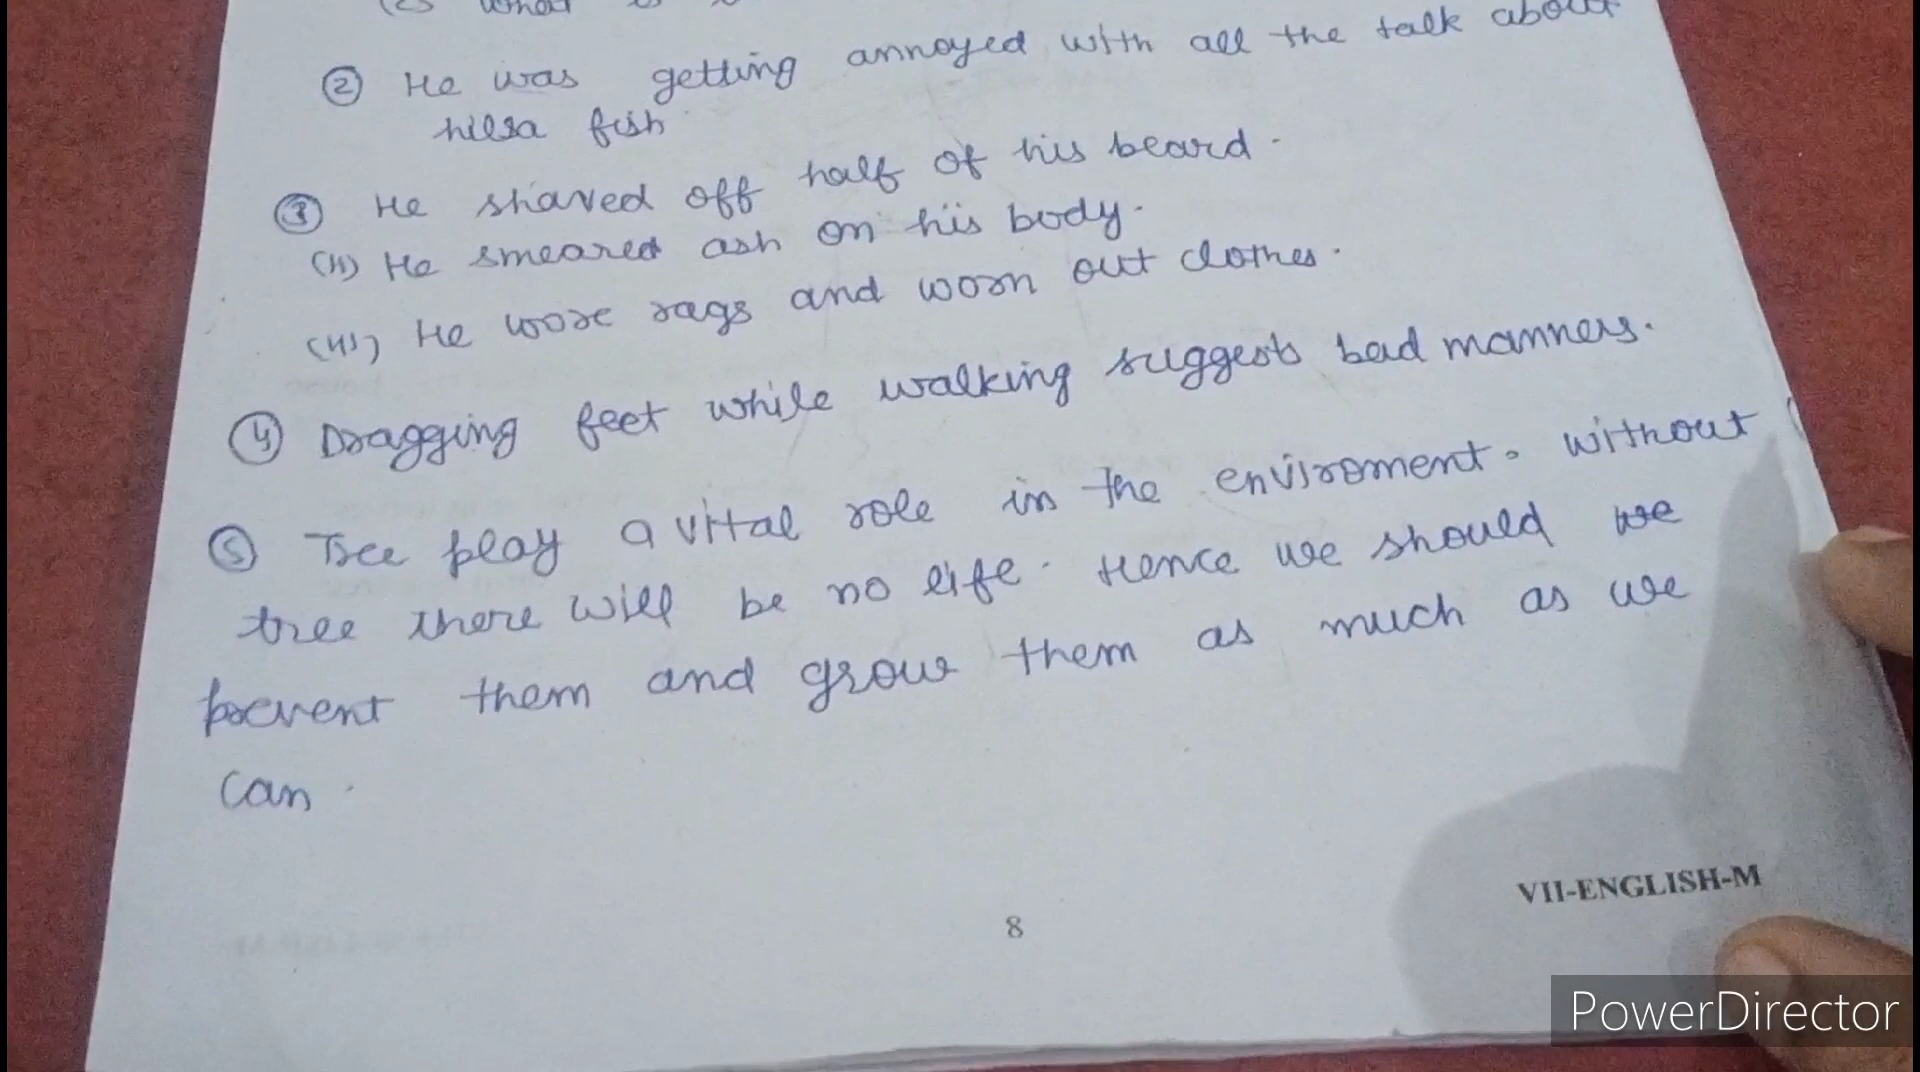 (c) What is
② He was getting annoyed with all the talk about
hilsa fish
③ He shaved off half of his beard.
(ii) He smeared ash on his body.
(iii) He wore rags and worn out clothes.
④ Dragging feet while walking suggests bad manners.
⑤ Tree play a vital role in the enviroment. Without
tree there will be no life. Hence we should we
prevent them and grow them as much as we
can.
8
VII-ENGLISH-M
PowerDirector